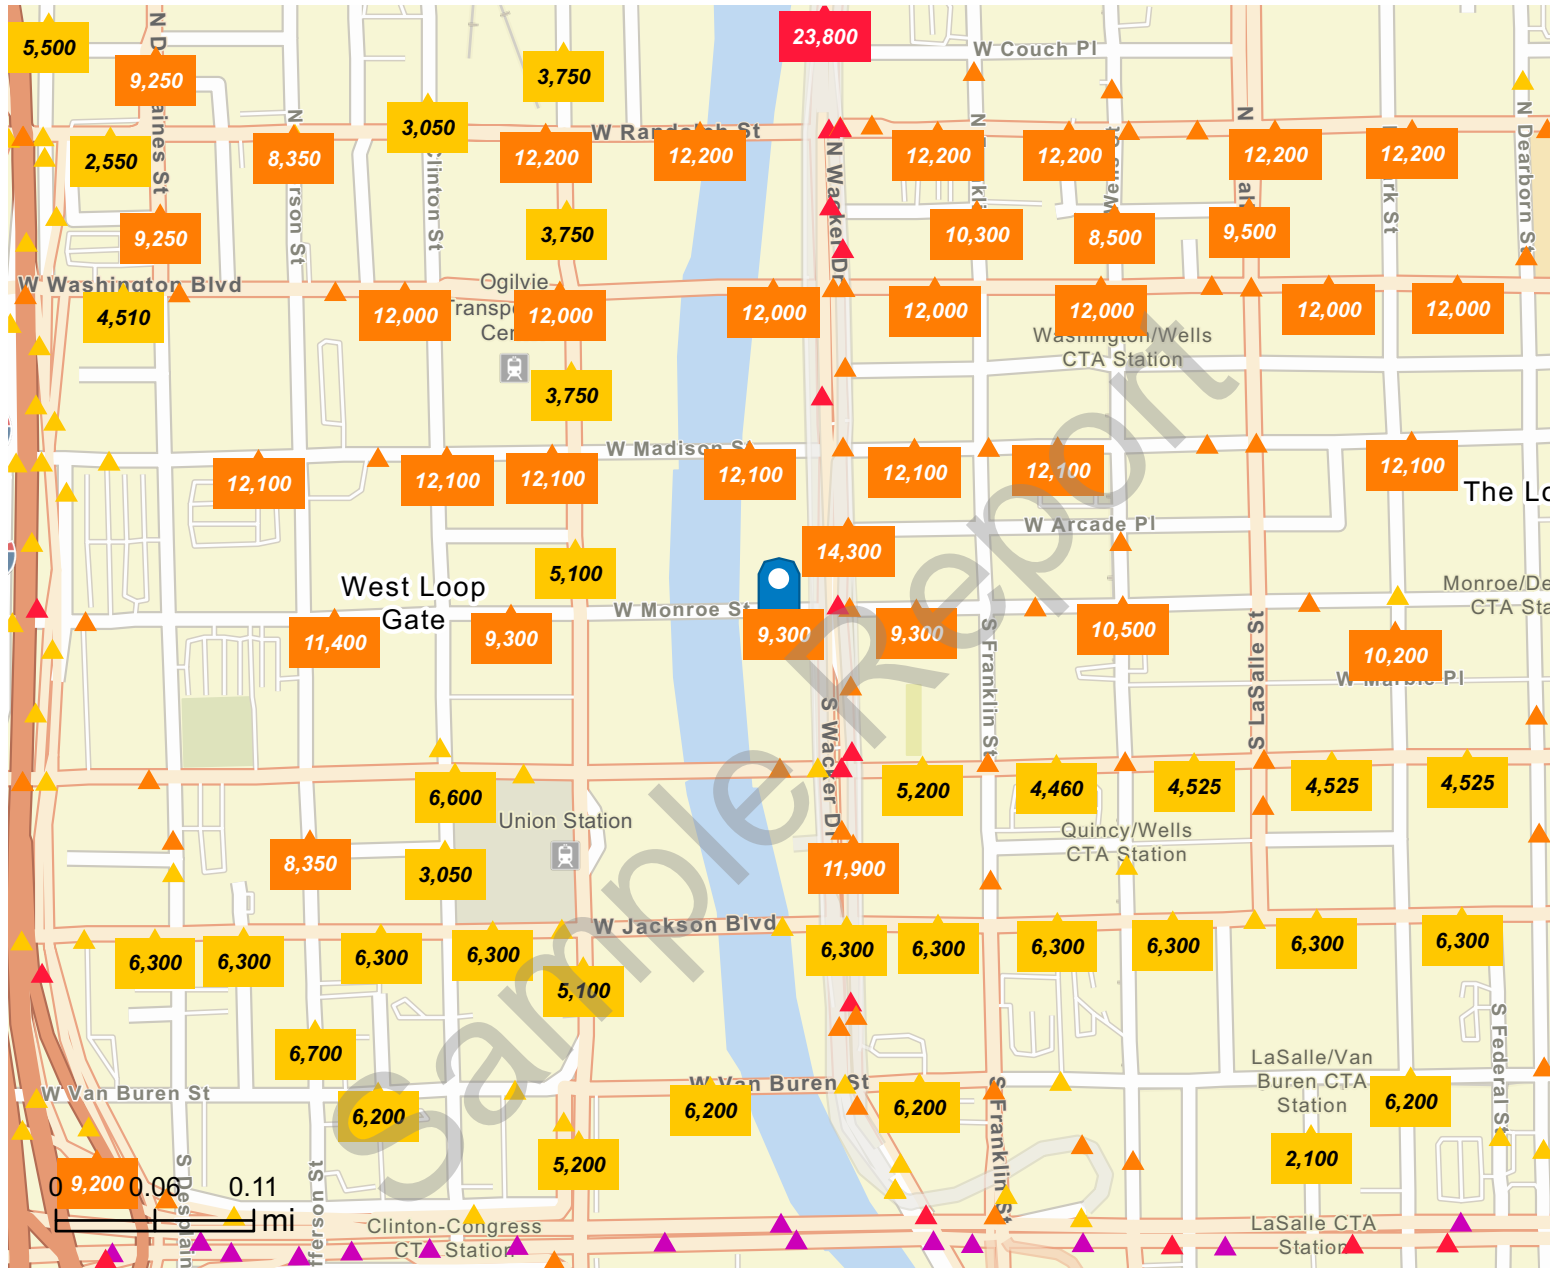 23,800
5,500
W Couch Pl
3,750
9,250
3,050
W Randolph St
2,550
8,350
12,200
12,200
12,200
12,200
12,200
12,200
Clinton St
N Dearborn St
N Wacker Dr
9,250
3,750
10,300
8,500
9,500
W Washington Blvd
Ogilvie
4,510
12,000
12,000
12,000
12,000
12,000
12,000
12,000
Washington/Wells
CTA Station
3,750
W Madison St
12,100
12,100
12,100
12,100
12,100
12,100
12,100
The Lo
W Arcade Pl
14,300
5,100
West Loop
Gate
W Monroe St
Monroe/De
CTA Sta
11,400
9,300
9,300
9,300
10,500
10,200
W Marble Pl
S Franklin St
S LaSalle St
S Wacker Dr
6,600
5,200
4,460
4,525
4,525
4,525
Union Station
Quincy/Wells
CTA Station
8,350
3,050
11,900
W Jackson Blvd
6,300
6,300
6,300
6,300
6,300
6,300
6,300
6,300
6,300
6,300
5,100
6,700
S Federal St
LaSalle/Van
Buren CTA
Station
W Van Buren St
W Van Buren St
6,200
6,200
6,200
6,200
S Franklin St
5,200
2,100
9,200
0 0.06 0.11
mi
S Desplain
fferson St
Clinton-Congress
CTA Station
LaSalle CTA
Station
Sample Report